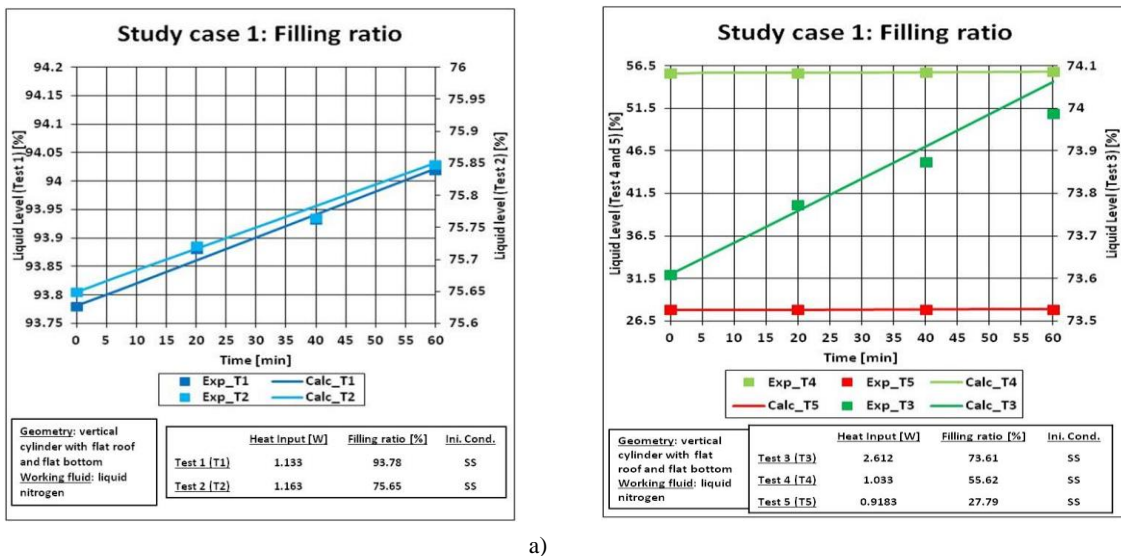 Study case 1: Filling ratio
94.2
94.15
94.1
94.05
94
93.95
93.9
93.85
93.8
93.75
Liquid Level (Test 1) [%]
76
75.95
75.9
75.85
75.8
75.75
75.7
75.65
75.6
Liquid level (Test 2) [%]
0 5 10 15 20 25 30 35 40 45 50 55 60
Time [min]
Exp_T1 Calc_T1
Exp_T2 Calc_T2
Geometry: vertical
cylinder with flat roof
and flat bottom
Working fluid: liquid
nitrogen
Heat Input [W] Filling ratio [%] Ini. Cond.
Test 1 (T1) 1.133 93.78 SS
Test 2 (T2) 1.163 75.65 SS
Study case 1: Filling ratio
56.5
51.5
46.5
41.5
36.5
31.5
26.5
Liquid Level (Test 4 and 5) [%]
74.1
74
73.9
73.8
73.7
73.6
73.5
Liquid level (Test 3) [%]
0 5 10 15 20 25 30 35 40 45 50 55 60
Time [min]
Exp_T4 Exp_T5 Calc_T4
Calc_T5 Exp_T3 Calc_T3
Geometry: vertical
cylinder with flat
roof and flat bottom
Working fluid: liquid
nitrogen
Heat Input [W] Filling ratio [%] Ini. Cond.
Test 3 (T3) 2.612 73.61 SS
Test 4 (T4) 1.033 55.62 SS
Test 5 (T5) 0.9183 27.79 SS
a)